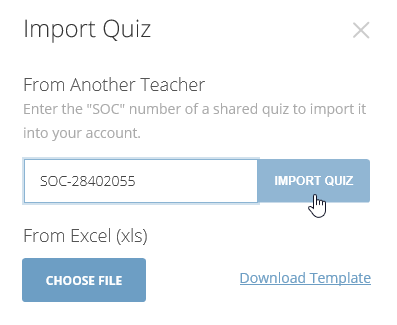 Import Quiz
From Another Teacher
Enter the "SOC" number of a shared quiz to import it
into your account.
SOC-28402055 IMPORT QUIZ
From Excel (xls)
CHOOSE FILE Download Template